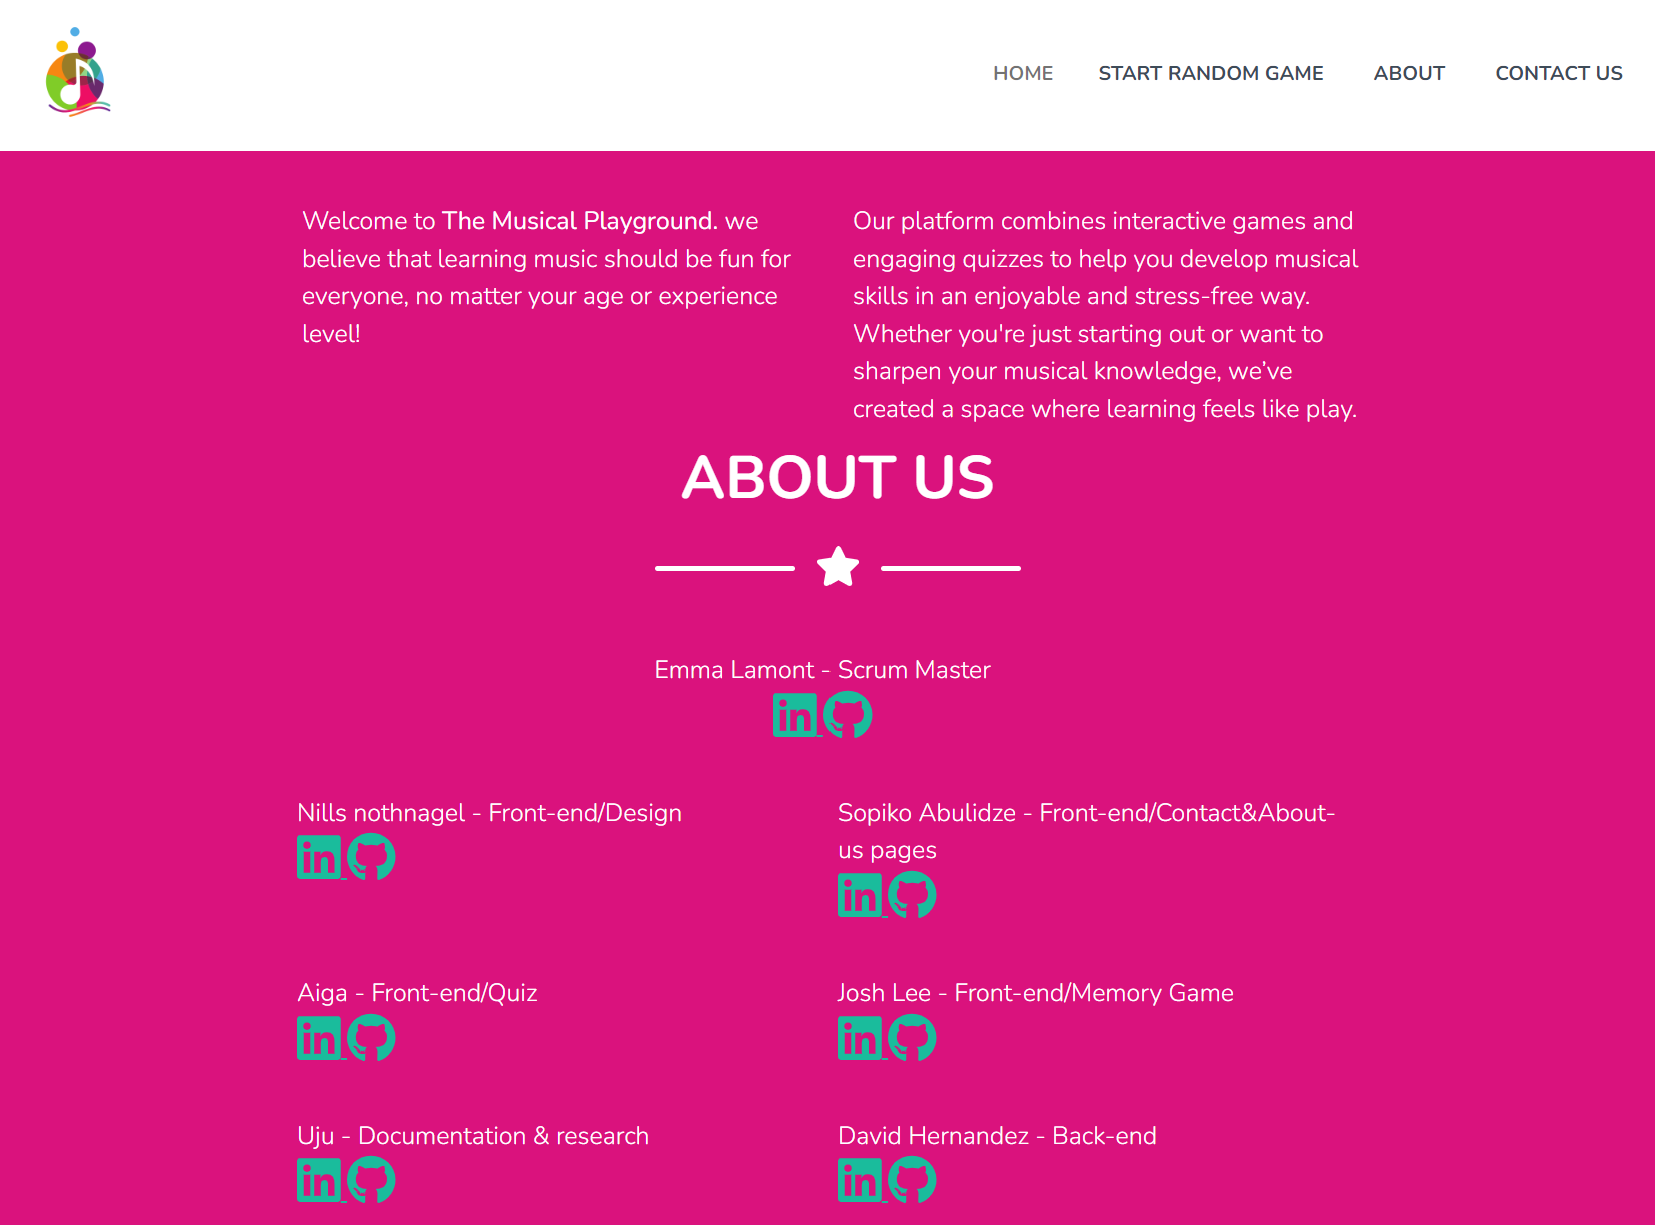 HOME START RANDOM GAME ABOUT CONTACT US
Welcome to The Musical Playground. we
believe that learning music should be fun for
everyone, no matter your age or experience
level!
Our platform combines interactive games and
engaging quizzes to help you develop musical
skills in an enjoyable and stress-free way.
Whether you're just starting out or want to
sharpen your musical knowledge, we’ve
created a space where learning feels like play.
ABOUT US
Emma Lamont - Scrum Master
Nills nothnagel - Front-end/Design
Sopiko Abulidze - Front-end/Contact&About-
us pages
Aiga - Front-end/Quiz
Josh Lee - Front-end/Memory Game
Uju - Documentation & research
David Hernandez - Back-end